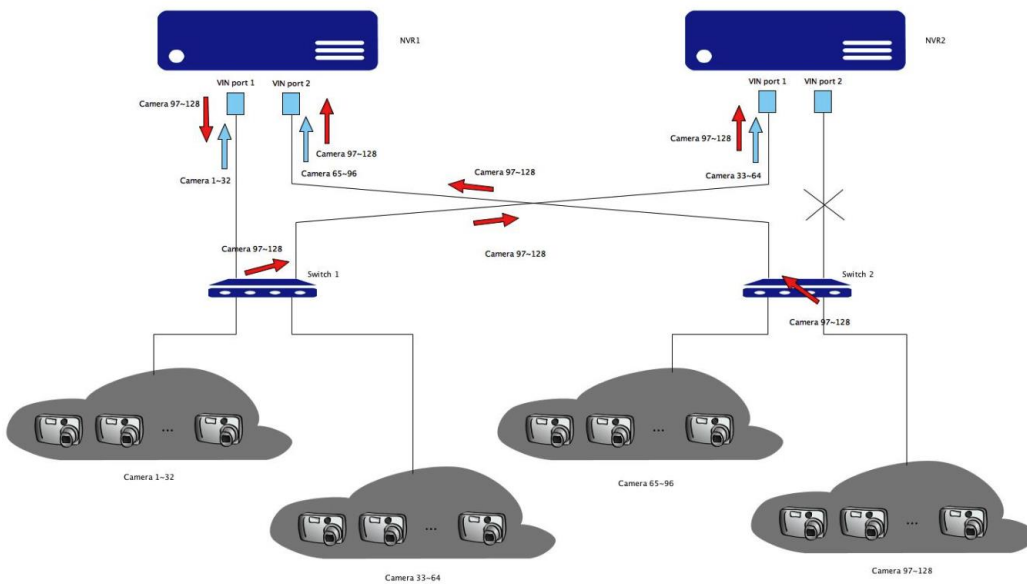 NVR1
NVR2
VIN port 1
VIN port 2
VIN port 1
VIN port 2
Camera 97~128
Camera 97~128
Camera 97~128
Camera 1~32
Camera 65~96
Camera 33~64
Camera 97~128
Camera 97~128
Camera 97~128
Switch 1
Switch 2
Camera 97~128
...
...
Camera 1~32
Camera 65~96
...
...
Camera 33~64
Camera 97~128